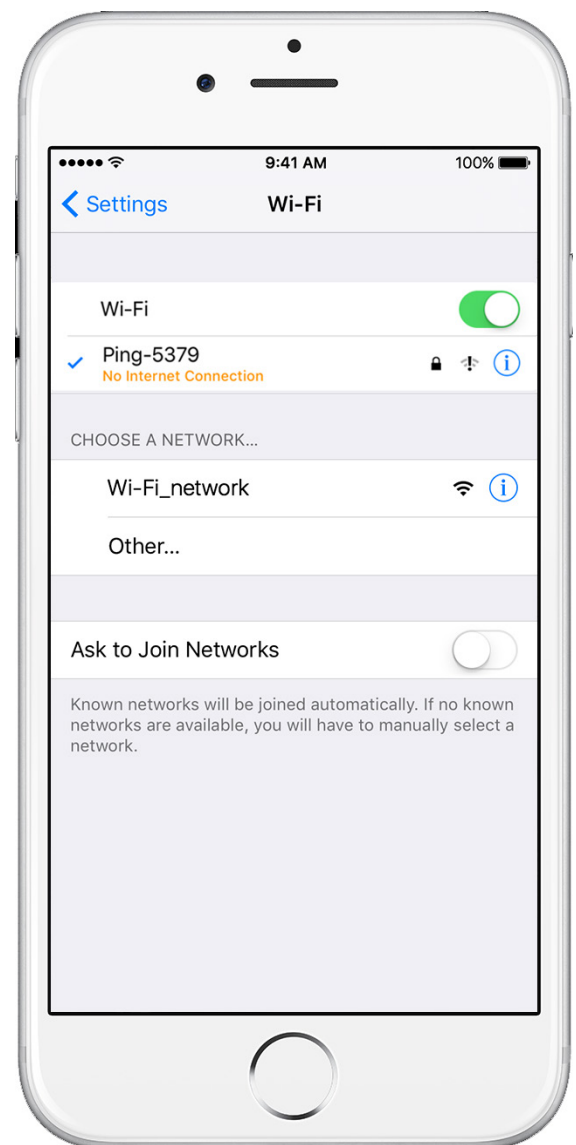 9:41 AM 100%
Settings Wi-Fi
Wi-Fi
Ping-5379
No Internet Connection
CHOOSE A NETWORK...
Wi-Fi_network
Other...
Ask to Join Networks
Known networks will be joined automatically. If no known
networks are available, you will have to manually select a
network.